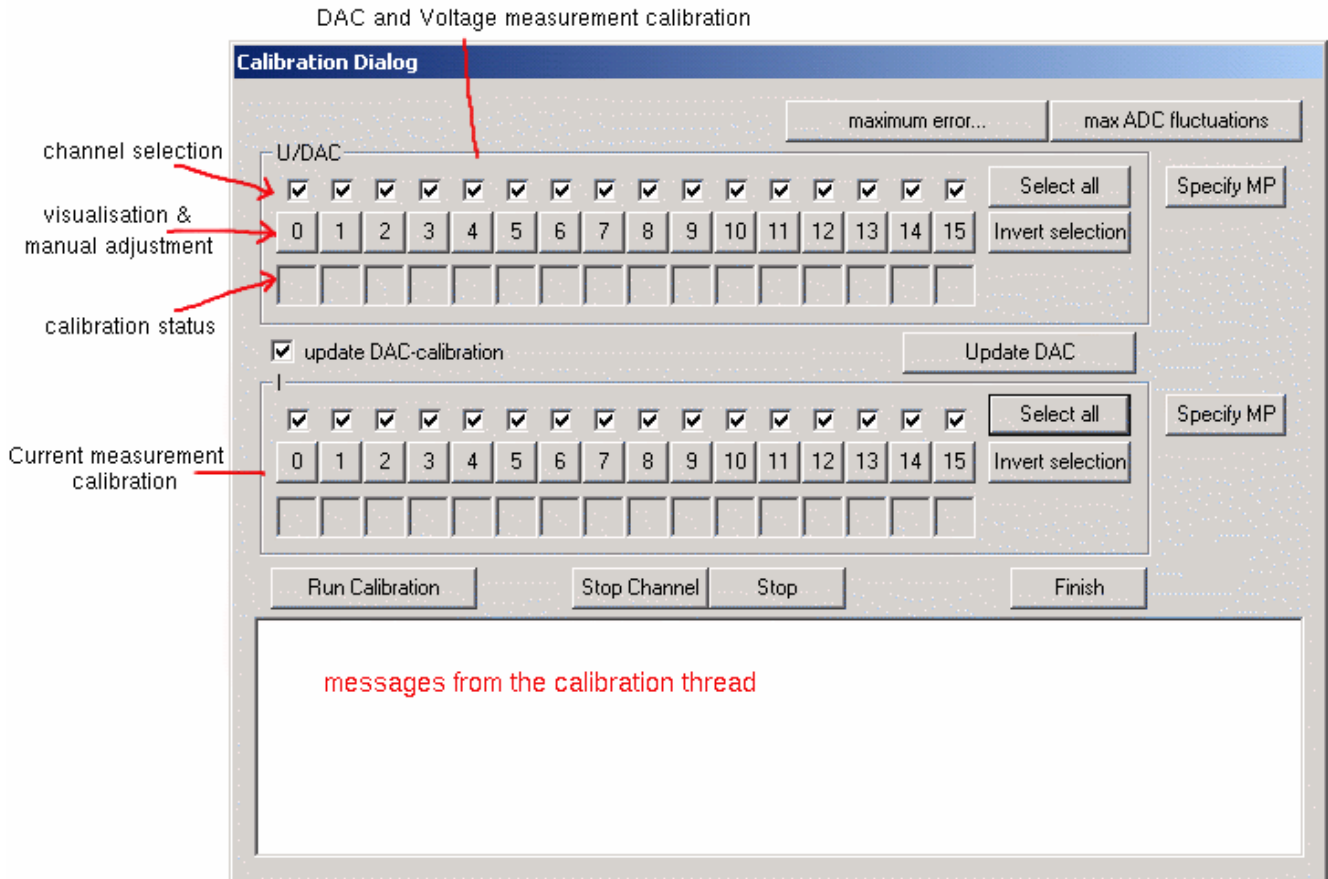 DAC and Voltage measurement calibration
Calibration Dialog
maximum error...
max ADC fluctuations
channel selection
U/DAC
Select all
Specify MP
visualisation &
manual adjustment
0 1 2 3 4 5 6 7 8 9 10 11 12 13 14 15
Invert selection
calibration status
update DAC-calibration
Update DAC
I
Select all
Specify MP
Current measurement
calibration
0 1 2 3 4 5 6 7 8 9 10 11 12 13 14 15
Invert selection
Run Calibration
Stop Channel
Stop
Finish
messages from the calibration thread